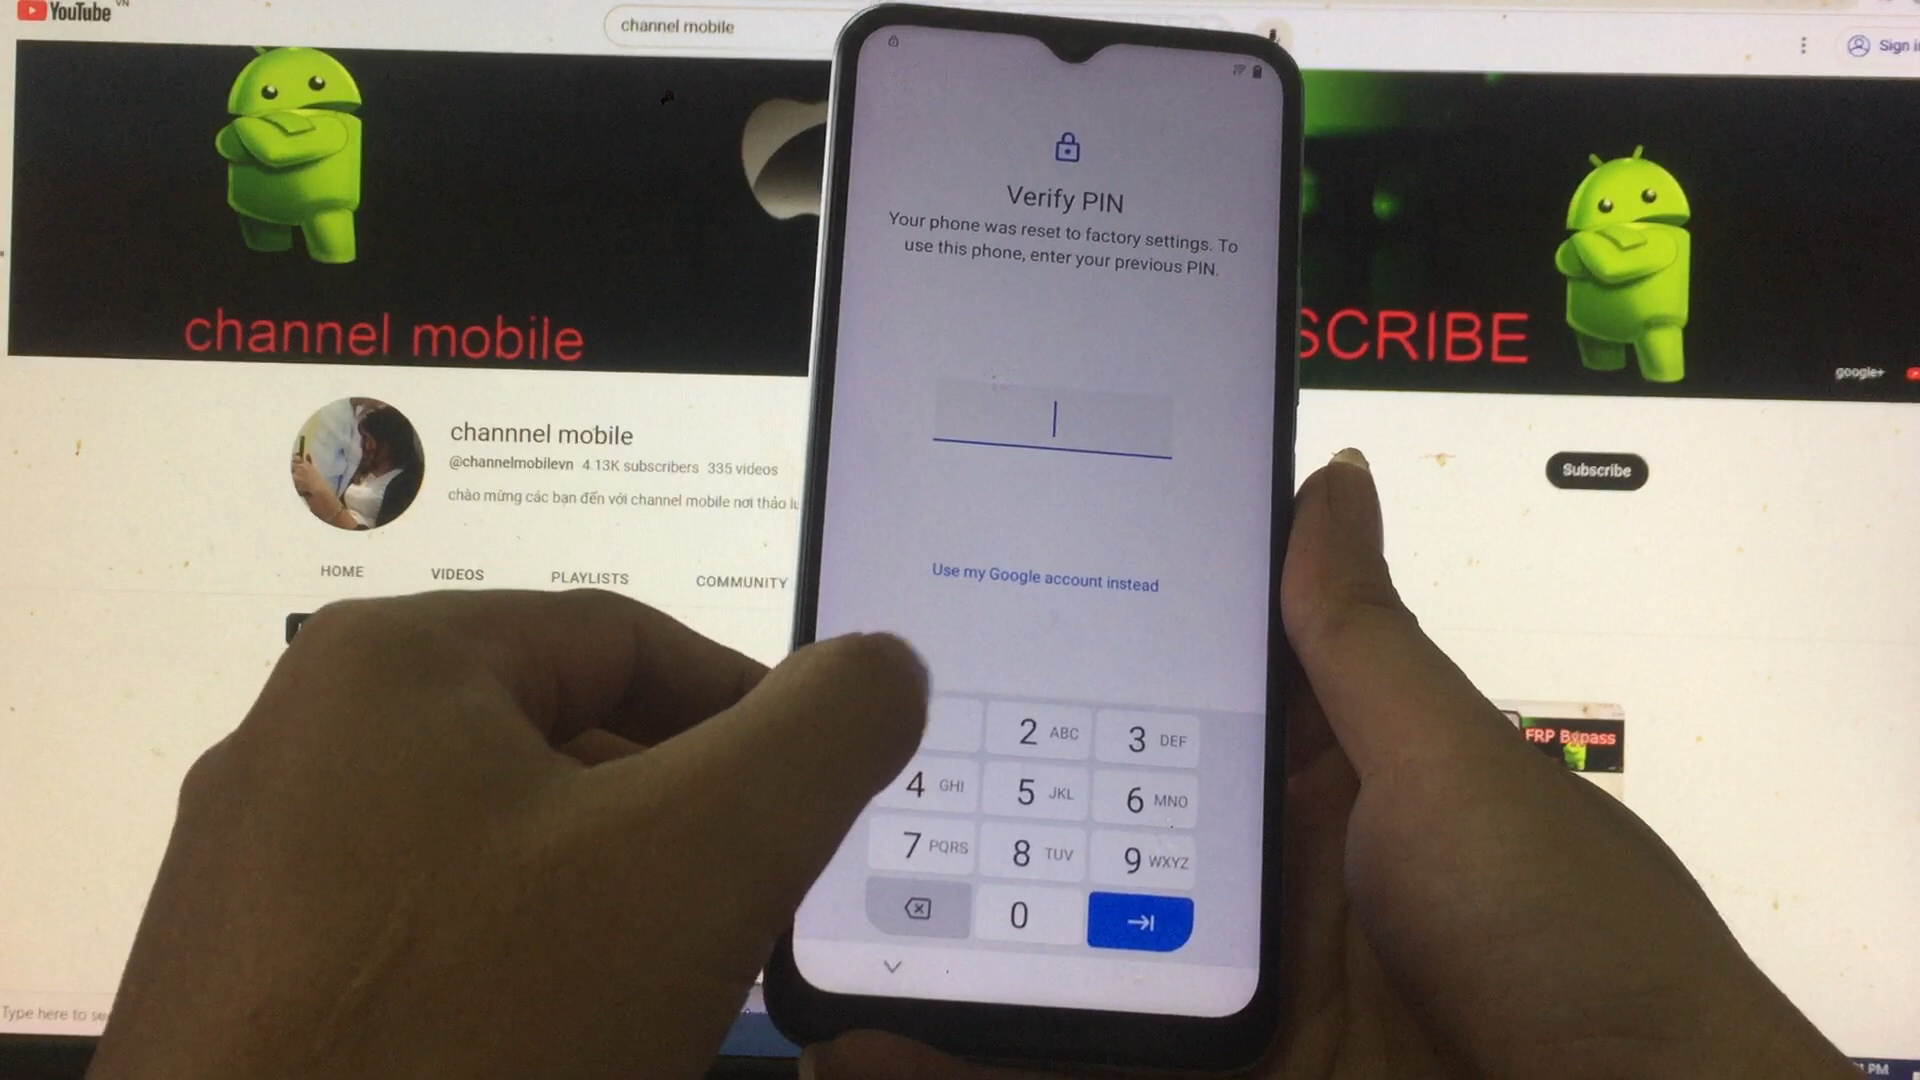 YouTube VN
channel mobile
Sign i
channel mobile
SCRIBE
google+
channnel mobile
@channelmobilevn 4.13K subscribers 335 videos
chào mừng các bạn đến với channel mobile nơi thảo lu
Subscribe
HOME VIDEOS PLAYLISTS COMMUNITY
FRP Bypass
Type here to se
PM
Verify PIN
Your phone was reset to factory settings. To
use this phone, enter your previous PIN.
Use my Google account instead
2 ABC 3 DEF
4 GHI 5 JKL 6 MNO
7 PQRS 8 TUV 9 WXYZ
0